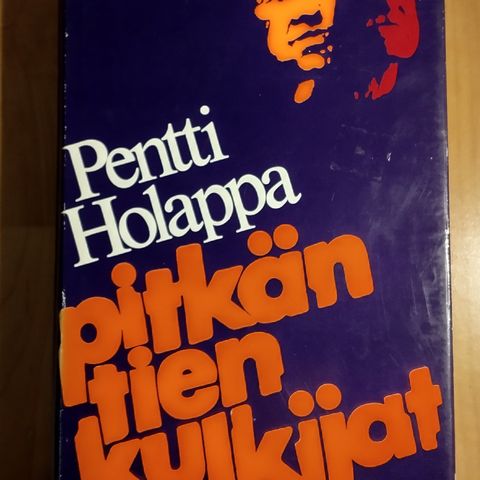 Pentti
Holappa
pitkän
tien
kulkijat